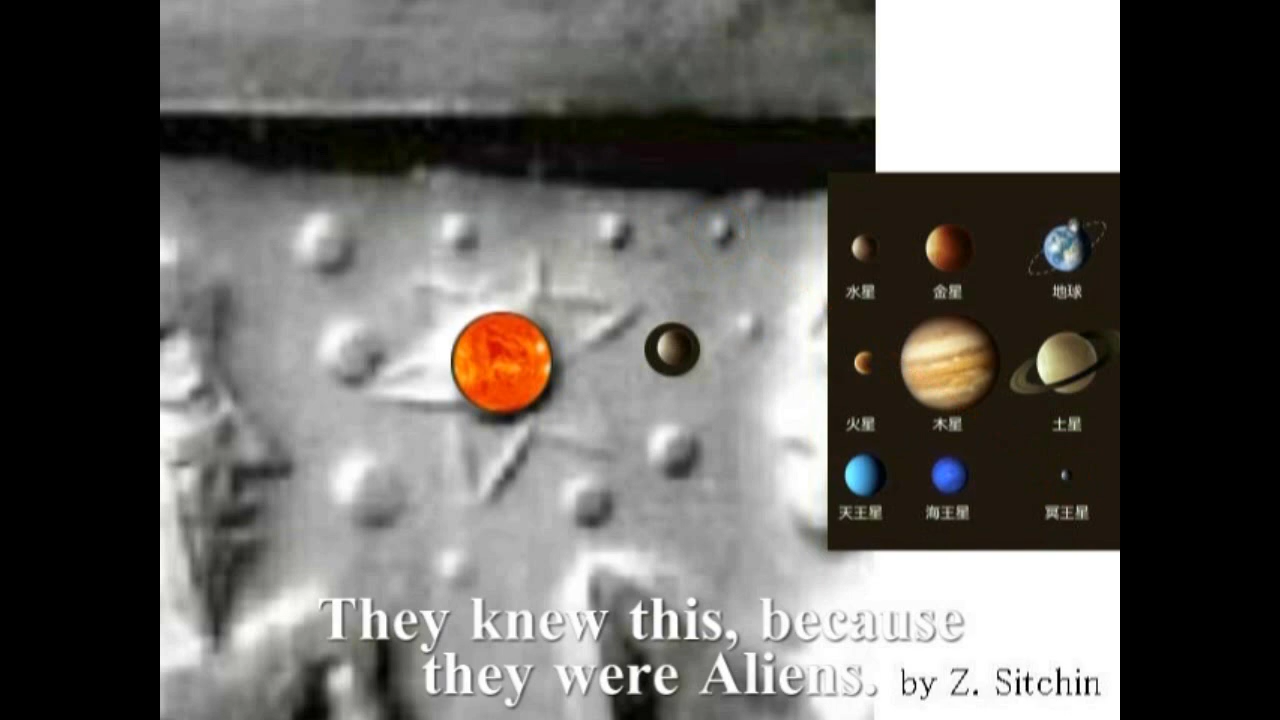 水星 金星 地球
火星 木星 土星
天王星 海王星 冥王星
They knew this, because
they were Aliens. by Z. Sitchin